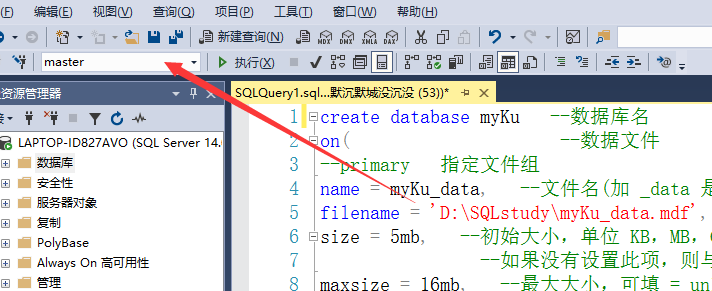 (M) 视图(V) 查询(Q) 项目(P) 工具(T) 窗口(W) 帮助(H)
新建查询(N) MDX DMX XMLA DAX
master 执行(X)
资源管理器
SQLQuery1.sql...默沉默城没沉没 (53))*
LAPTOP-ID827AVO (SQL Server 14.
数据库
安全性
服务器对象
复制
PolyBase
Always On 高可用性
管理
1 create database myKu --数据库名
2 on( --数据文件
3 --primary 指定文件组
4 name = myKu_data, --文件名(加 _data 是
5 filename = 'D:\SQLstudy\myKu_data.mdf',
6 size = 5mb, --初始大小, 单位 KB, MB,
7 --如果没有设置此项, 则与
8 maxsize = 16mb, --最大大小, 可填 = un